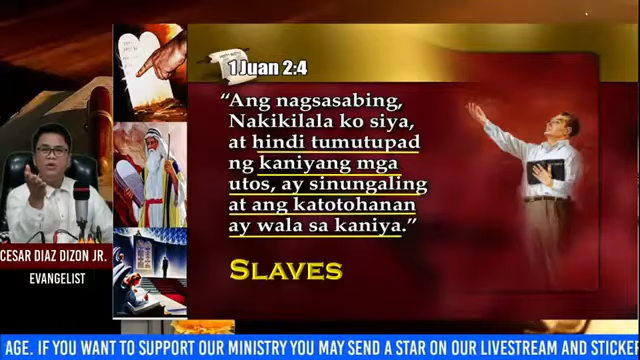 1 Juan 2:4
“Ang nagsasabing,
Nakikilala ko siya,
at hindi tumutupad
ng kaniyang mga
utos, ay sinungaling
at ang katotohanan
ay wala sa kaniya.”
SLAVES
CESAR DIAZ DIZON JR.
EVANGELIST
AGE. IF YOU WANT TO SUPPORT OUR MINISTRY YOU MAY SEND A STAR ON OUR LIVESTREAM AND